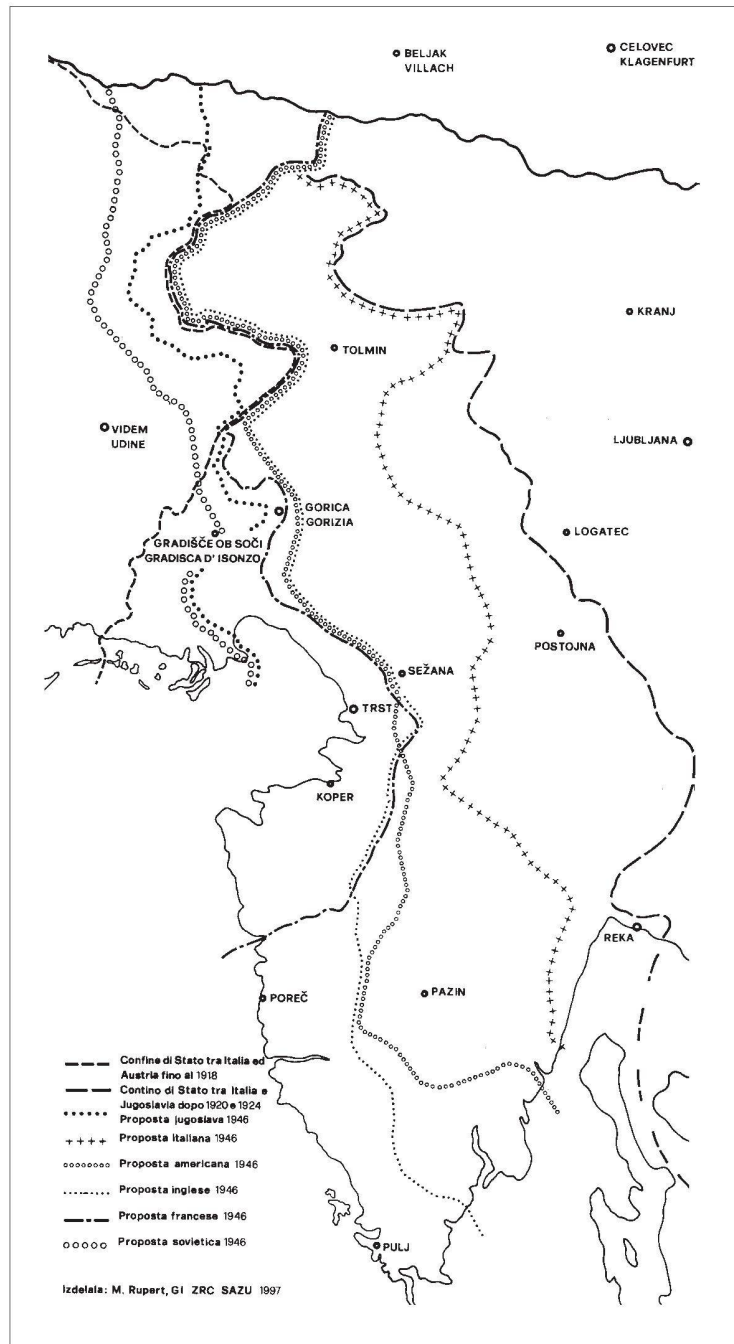 BELJAK
VILLACH
CELOVEC
KLAGENFURT
KRANJ
TOLMIN
VIDEM
UDINE
LJUBLJANA
GORICA
GORIZIA
LOGATEC
GRADIŠČE OB SOČI
GRADISCA D' ISONZO
POSTOJNA
SEŽANA
TRST
KOPER
REKA
POREČ
PAZIN
Confine di Stato tra Italia ed
Austria fino al 1918
Contino di Stato tra Italia e
Jugoslavia dopo 1920 e 1924
Proposta jugoslava 1946
Proposta italiana 1946
Proposta americana 1946
Proposta inglese 1946
Proposta francese 1946
Proposta sovietica 1946
PULJ
Izdelala: M. Rupert, GI ZRC SAZU 1997